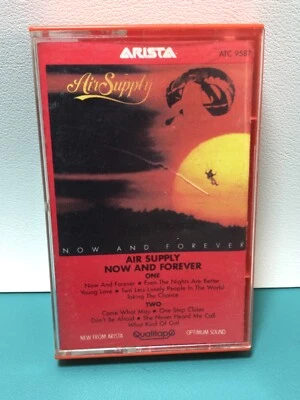 ARISTA
ATC 9587
Air Supply
NOW AND FOREVER
AIR SUPPLY
NOW AND FOREVER
ONE
Now And Forever • Even The Nights Are Better
Young Love • Two Less Lonely People In The World
Taking The Chance
TWO
Come What May • One Step Closer
Don't Be Afraid • She Never Heard Me Call
What Kind Of Girl
NEW FROM ARISTA
Qualitape
OPTIMUM SOUND